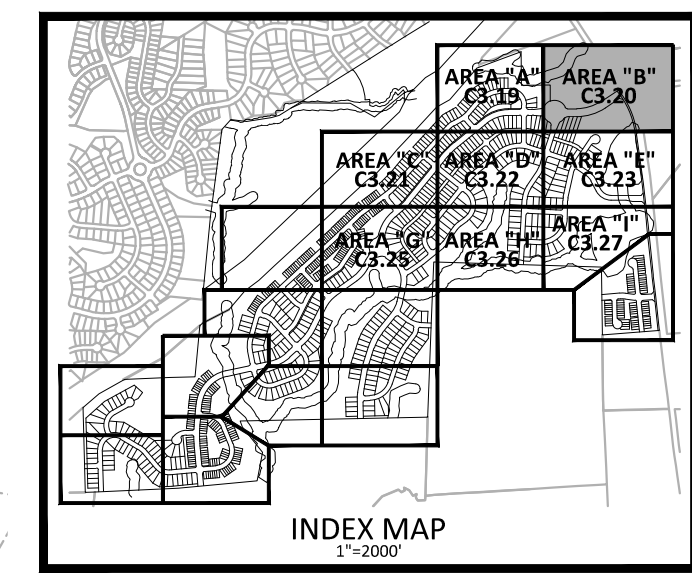 AREA "A"
C3.19
AREA "B"
C3.20
AREA "C"
C3.21
AREA "D"
C3.22
AREA "E"
C3.23
AREA "G"
C3.25
AREA "H"
C3.26
AREA "I"
C3.27
INDEX MAP
1"=2000'